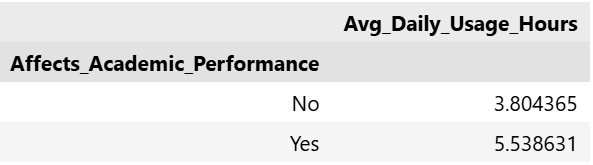 Avg_Daily_Usage_Hours
Affects_Academic_Performance
No 3.804365
Yes 5.538631